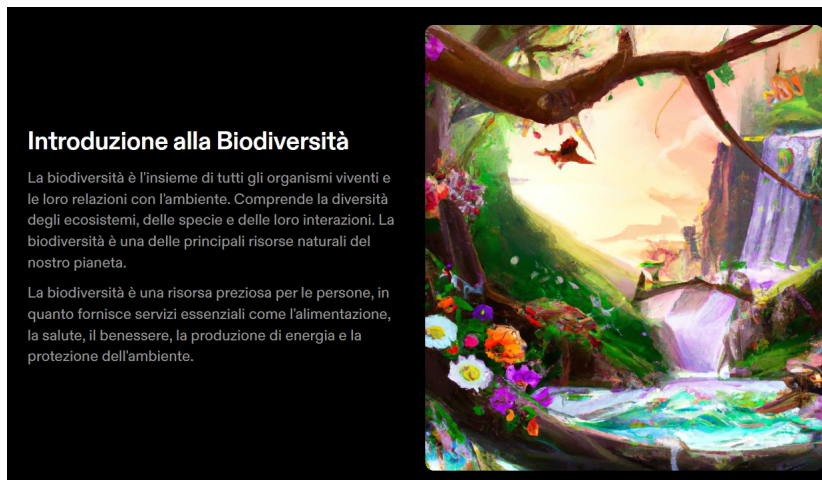 Introduzione alla Biodiversità
La biodiversità è l'insieme di tutti gli organismi viventi e
le loro relazioni con l'ambiente. Comprende la diversità
degli ecosistemi, delle specie e delle loro interazioni. La
biodiversità è una delle principali risorse naturali del
nostro pianeta.
La biodiversità è una risorsa preziosa per le persone, in
quanto fornisce servizi essenziali come l'alimentazione,
la salute, il benessere, la produzione di energia e la
protezione dell'ambiente.